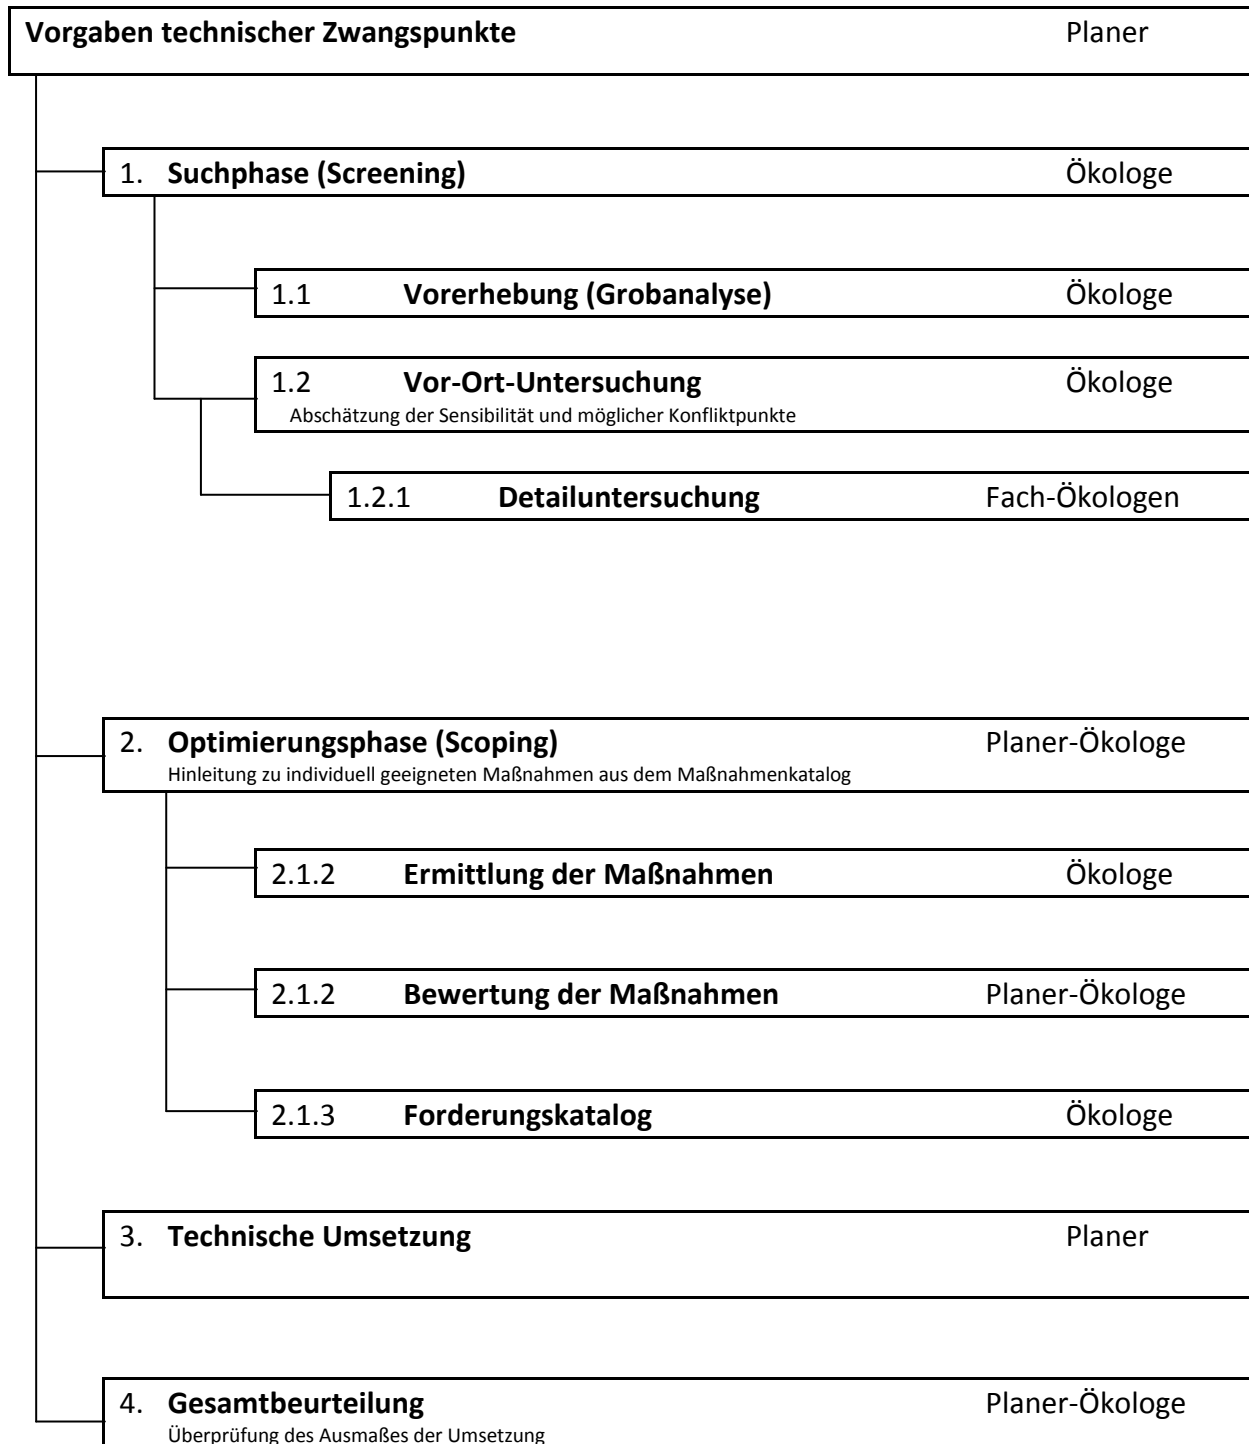 Vorgaben technischer Zwangspunkte Planer
1. Suchphase (Screening) Ökologe
1.1 Vorerhebung (Grobanalyse) Ökologe
1.2 Vor-Ort-Untersuchung Ökologe
Abschätzung der Sensibilität und möglicher Konfliktpunkte
1.2.1 Detailuntersuchung Fach-Ökologen
2. Optimierungsphase (Scoping) Planer-Ökologe
Hinleitung zu individuell geeigneten Maßnahmen aus dem Maßnahmenkatalog
2.1.2 Ermittlung der Maßnahmen Ökologe
2.1.2 Bewertung der Maßnahmen Planer-Ökologe
2.1.3 Forderungskatalog Ökologe
3. Technische Umsetzung Planer
4. Gesamtbeurteilung Planer-Ökologe
Überprüfung des Ausmaßes der Umsetzung